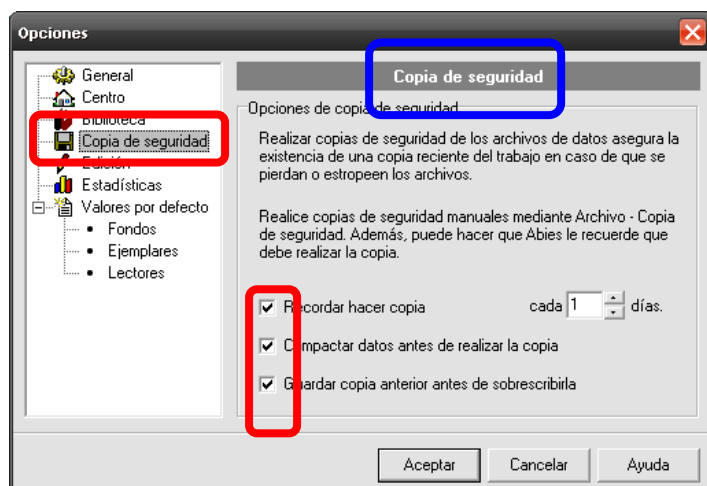 Opciones
General
Centro
Biblioteca
Copia de seguridad
Edición
Estadísticas
Valores por defecto
Fondos
Ejemplares
Lectores
Copia de seguridad
Opciones de copia de seguridad
Realizar copias de seguridad de los archivos de datos asegura la
existencia de una copia reciente del trabajo en caso de que se
pierdan o estropeen los archivos.
Realice copias de seguridad manuales mediante Archivo - Copia
de seguridad. Además, puede hacer que Abies le recuerde que
debe realizar la copia.
Recordar hacer copia cada 1 días.
Compactar datos antes de realizar la copia
Guardar copia anterior antes de sobrescribirla
Aceptar Cancelar Ayuda